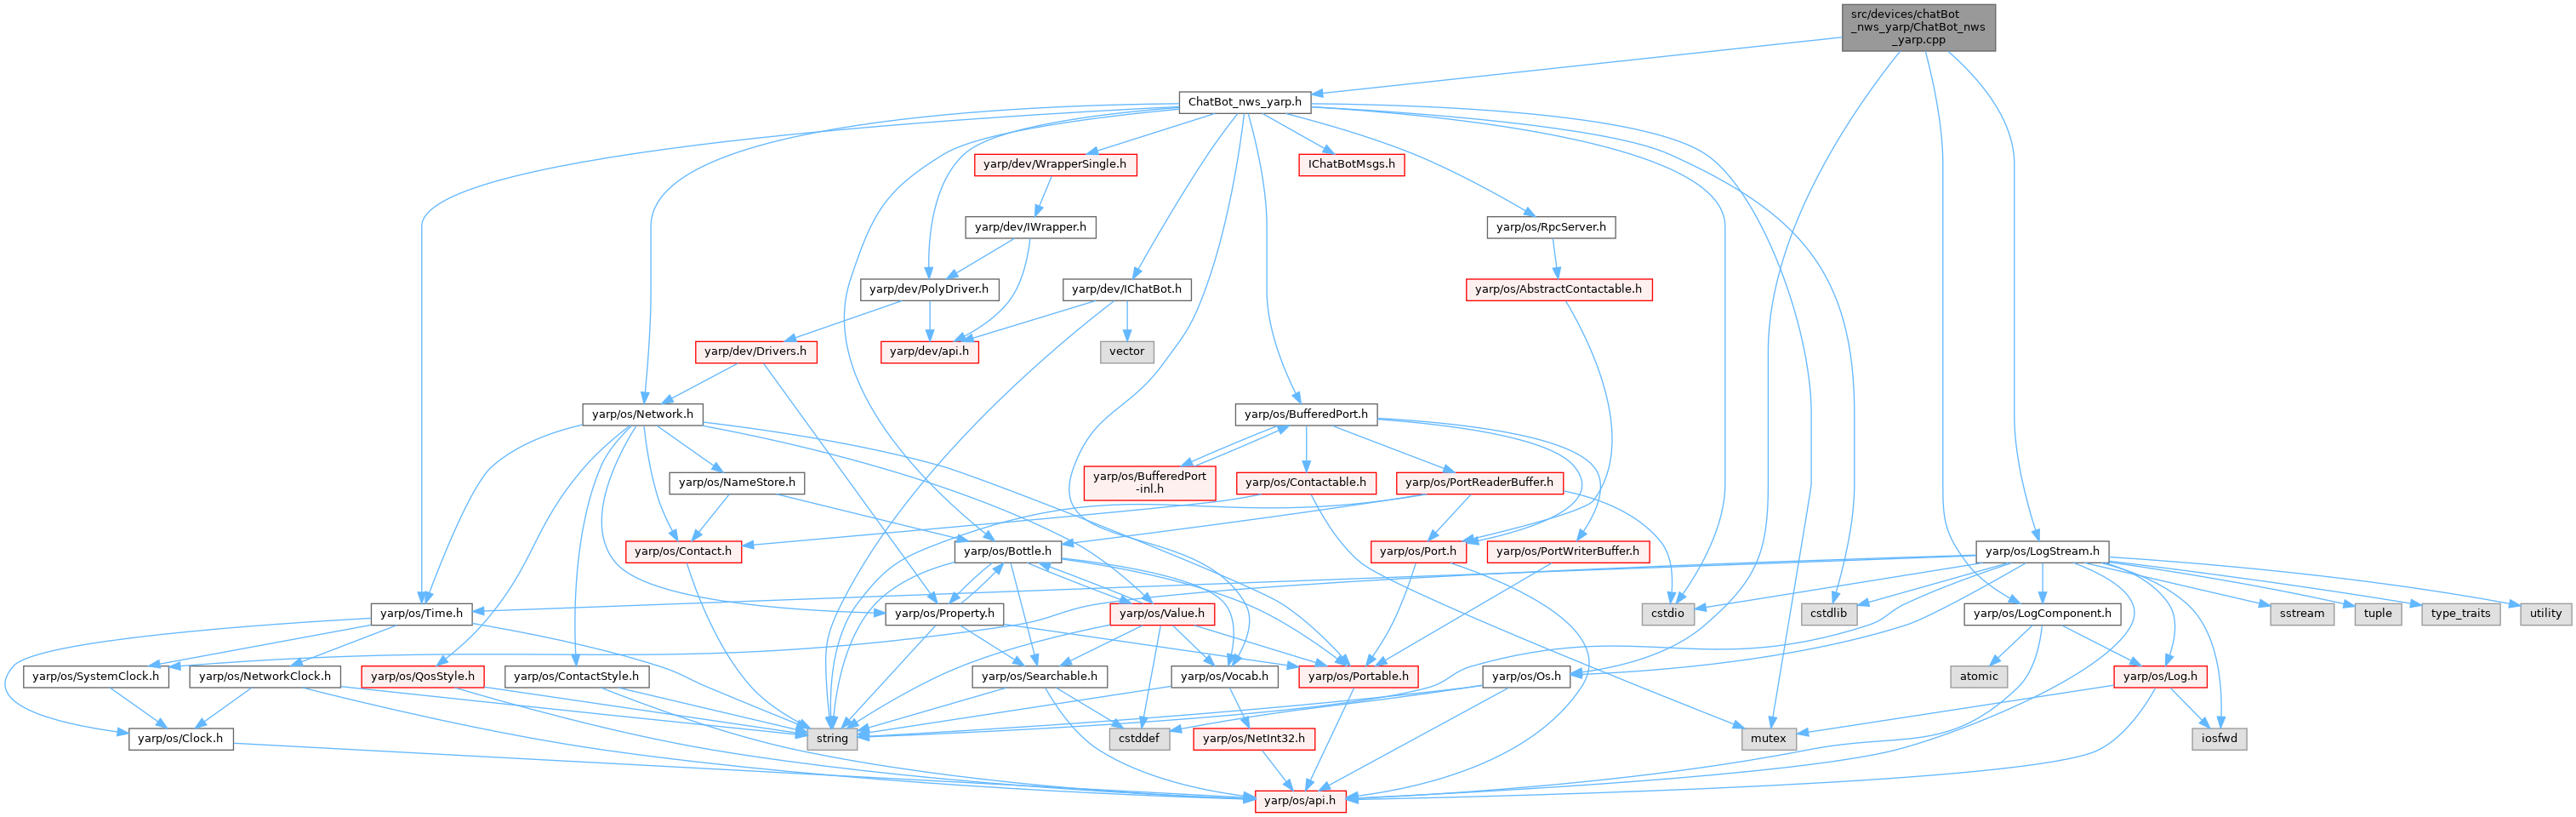 src/devices/chatBot
_nws_yarp/ChatBot_nws
_yarp.cpp
ChatBot_nws_yarp.h
yarp/dev/WrapperSingle.h
IChatBotMsgs.h
yarp/dev/IWrapper.h
yarp/os/RpcServer.h
yarp/dev/PolyDriver.h
yarp/dev/IChatBot.h
yarp/os/AbstractContactable.h
yarp/dev/Drivers.h
yarp/dev/api.h
vector
yarp/os/Network.h
yarp/os/BufferedPort.h
yarp/os/NameStore.h
yarp/os/BufferedPort
-inl.h
yarp/os/Contactable.h
yarp/os/PortReaderBuffer.h
yarp/os/Contact.h
yarp/os/Bottle.h
yarp/os/Port.h
yarp/os/PortWriterBuffer.h
yarp/os/LogStream.h
yarp/os/Time.h
yarp/os/Property.h
yarp/os/Value.h
cstdio
cstdlib
yarp/os/LogComponent.h
sstream
tuple
type_traits
utility
yarp/os/SystemClock.h
yarp/os/NetworkClock.h
yarp/os/QosStyle.h
yarp/os/ContactStyle.h
yarp/os/Searchable.h
yarp/os/Vocab.h
yarp/os/Portable.h
yarp/os/Os.h
atomic
yarp/os/Log.h
yarp/os/Clock.h
string
cstddef
yarp/os/NetInt32.h
mutex
iosfwd
yarp/os/api.h